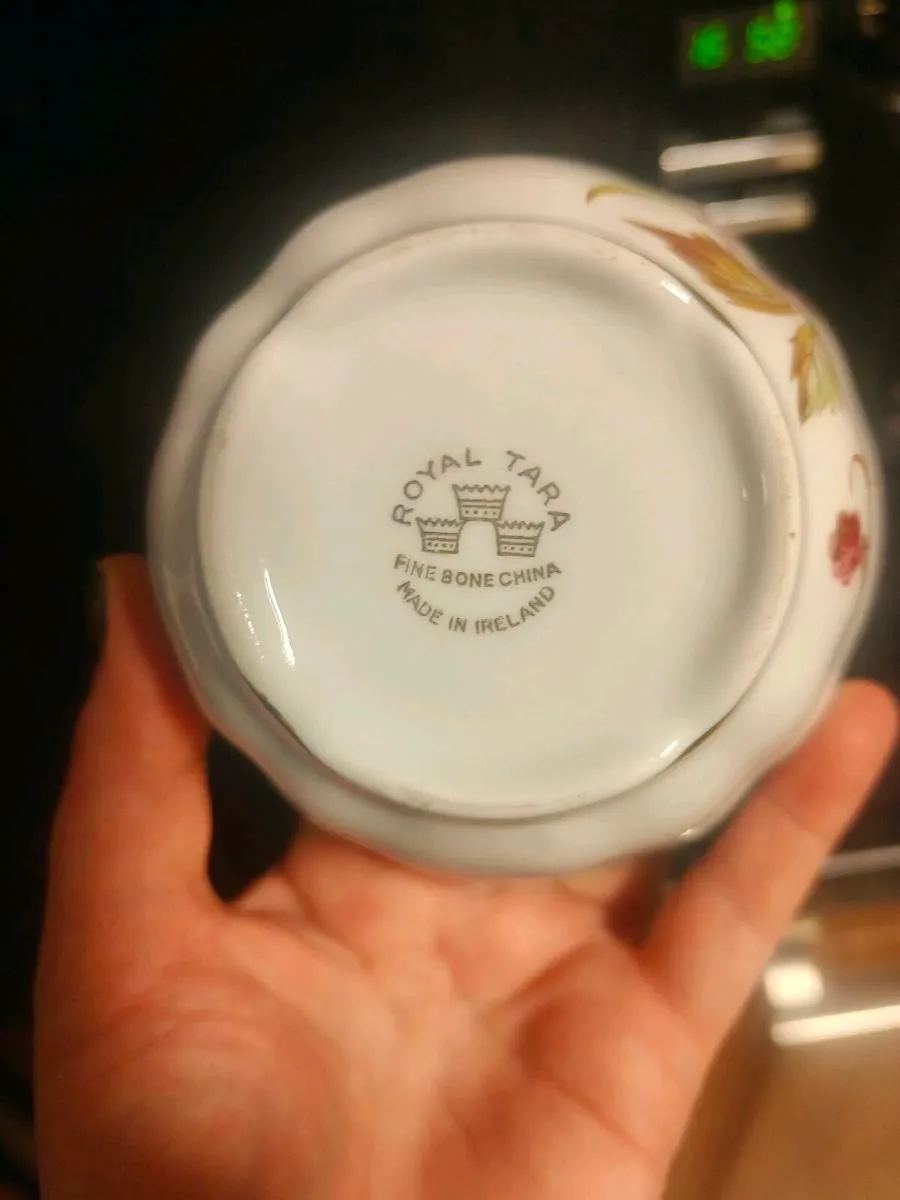 ROYAL TARA
FINE BONE CHINA
MADE IN IRELAND